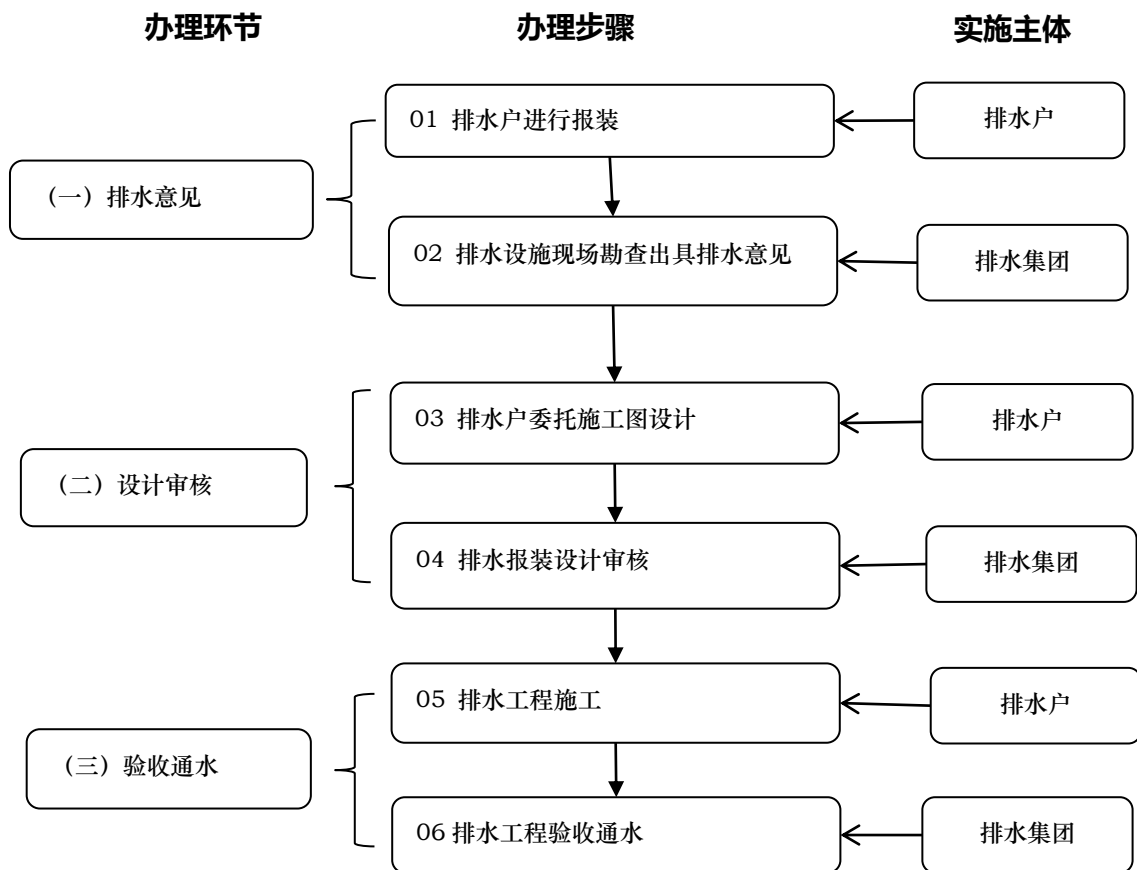 办理环节 办理步骤 实施主体
01 排水户进行报装
排水户
（一）排水意见
02 排水设施现场勘查出具排水意见
排水集团
03 排水户委托施工图设计
排水户
（二）设计审核
04 排水报装设计审核
排水集团
05 排水工程施工
排水户
（三）验收通水
06排水工程验收通水
排水集团